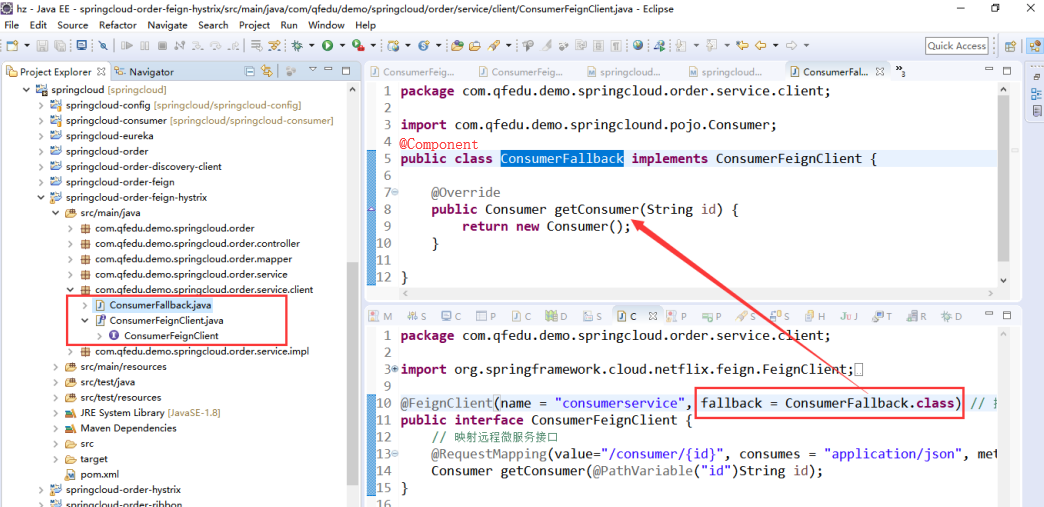 hz - Java EE - springcloud-order-feign-hystrix/src/main/java/com/qfedu/demo/springcloud/order/service/client/ConsumerFeignClient.java - Eclipse
File Edit Source Refactor Navigate Search Project Run Window Help
Quick Access
Project Explorer
Navigator
springcloud [springcloud]
springcloud-config [springcloud/springcloud-config]
springcloud-consumer [springcloud/springcloud-consumer]
springcloud-eureka
springcloud-order
springcloud-order-discovery-client
springcloud-order-feign
springcloud-order-feign-hystrix
src/main/java
com.qfedu.demo.springcloud.order
com.qfedu.demo.springcloud.order.controller
com.qfedu.demo.springcloud.order.mapper
com.qfedu.demo.springcloud.order.service
com.qfedu.demo.springcloud.order.service.client
ConsumerFallback.java
ConsumerFeignClient.java
ConsumerFeignClient
com.qfedu.demo.springcloud.order.service.impl
src/main/resources
src/test/java
src/test/resources
JRE System Library [JavaSE-1.8]
Maven Dependencies
src
target
pom.xml
springcloud-order-hystrix
springcloud-order-ribbon
ConsumerFeig... ConsumerFeig... springcloud... springcloud... ConsumerFal... 3
1 package com.qfedu.demo.springcloud.order.service.client;
2
3 import com.qfedu.demo.springclound.pojo.Consumer;
4 @Component
5 public class ConsumerFallback implements ConsumerFeignClient {
6
7 @Override
8 public Consumer getConsumer(String id) {
9 return new Consumer();
10 }
11
12 }
M S C P C D S C P P S S H JU J T R D
1 package com.qfedu.demo.springcloud.order.service.client;
2
3 import org.springframework.cloud.netflix.feign.FeignClient;
9
10 @FeignClient(name = "consumerservice", fallback = ConsumerFallback.class) //
11 public interface ConsumerFeignClient {
12 // 映射远程微服务接口
13 @RequestMapping(value="/consumer/{id}", consumes = "application/json", met
14 Consumer getConsumer(@PathVariable("id")String id);
15 }
16